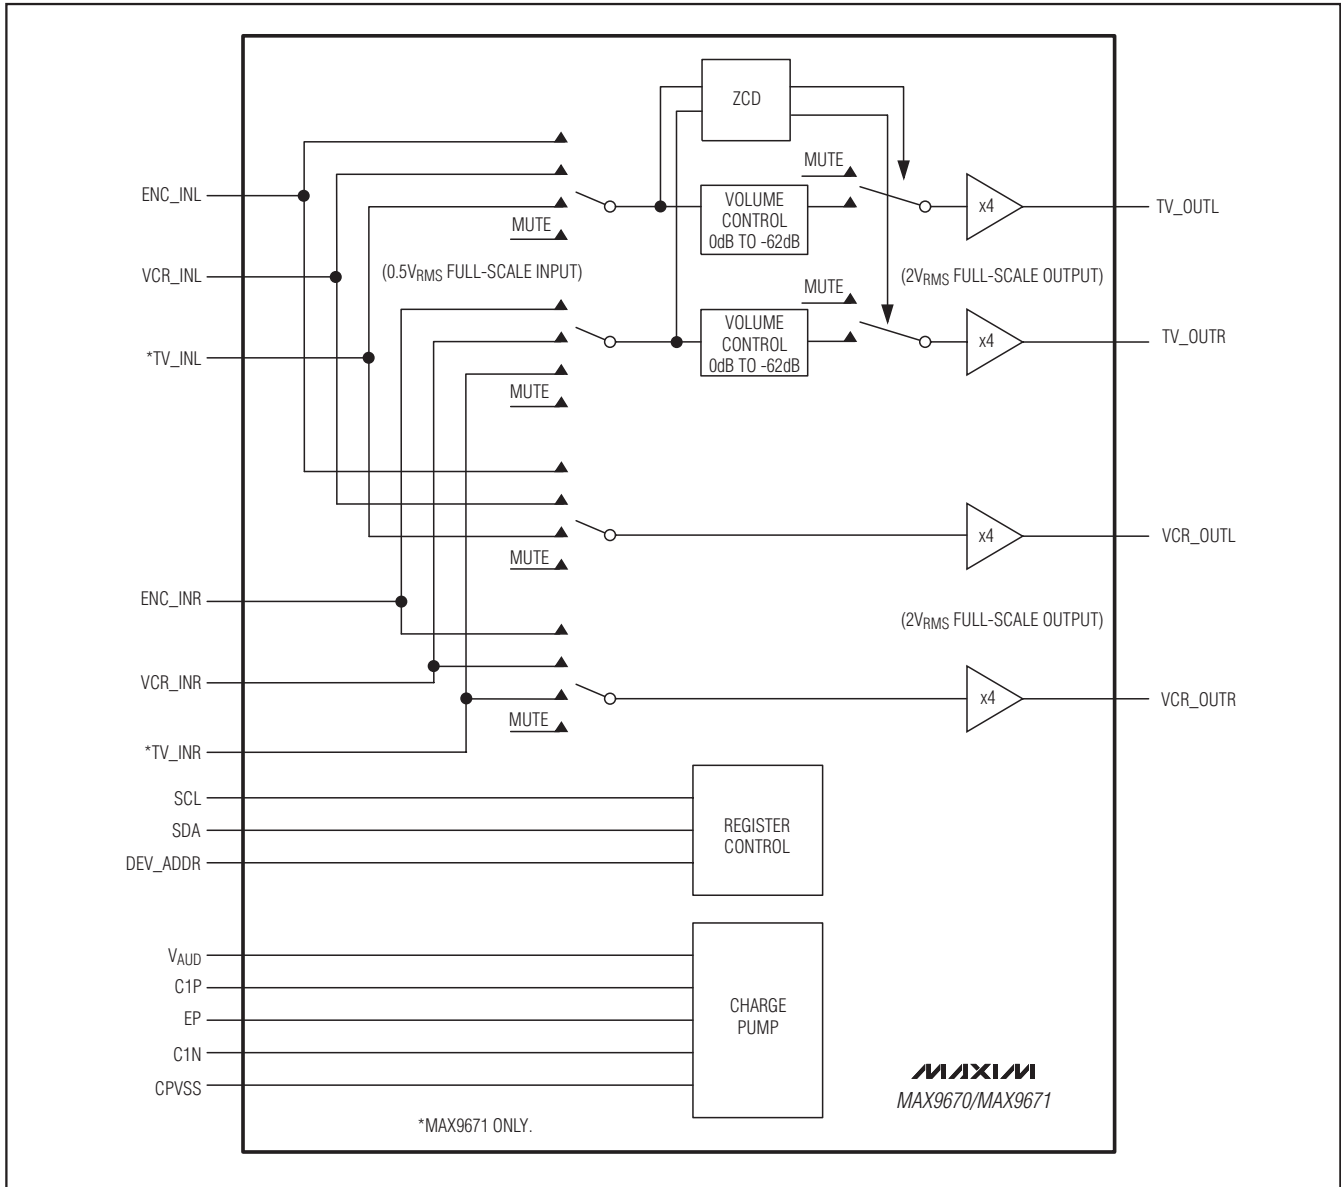 ZCD
MUTE
ENC_INL
VOLUME
CONTROL
0dB TO -62dB
x4
TV_OUTL
MUTE
VCR_INL
(0.5VRMS FULL-SCALE INPUT)
(2VRMS FULL-SCALE OUTPUT)
MUTE
*TV_INL
VOLUME
CONTROL
0dB TO -62dB
x4
TV_OUTR
MUTE
x4
VCR_OUTL
MUTE
ENC_INR
(2VRMS FULL-SCALE OUTPUT)
VCR_INR
x4
VCR_OUTR
MUTE
*TV_INR
SCL
SDA
DEV_ADDR
REGISTER
CONTROL
VAUD
C1P
EP
C1N
CPVSS
CHARGE
PUMP
MAXIM
MAX9670/MAX9671
*MAX9671 ONLY.